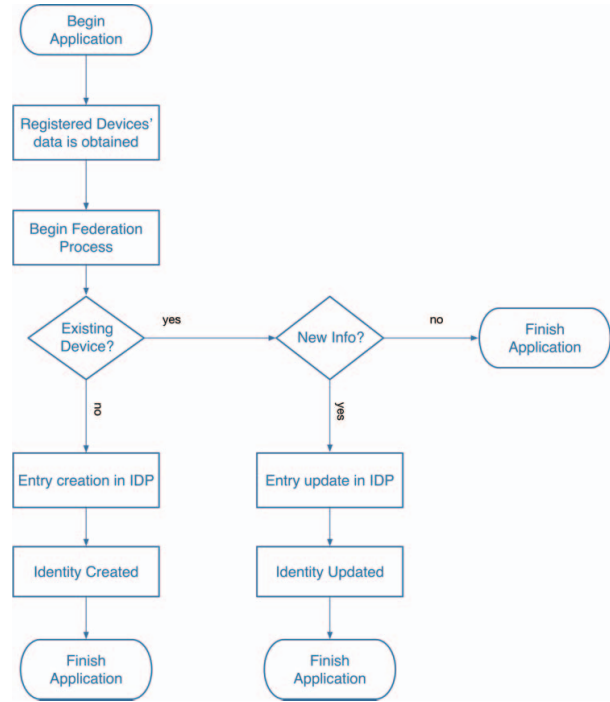 Begin
Application
Registered Devices'
data is obtained
Begin Federation
Process
Existing
Device?
yes
New Info?
no
Finish
Application
no
yes
Entry creation in IDP
Entry update in IDP
Identity Created
Identity Updated
Finish
Application
Finish
Application